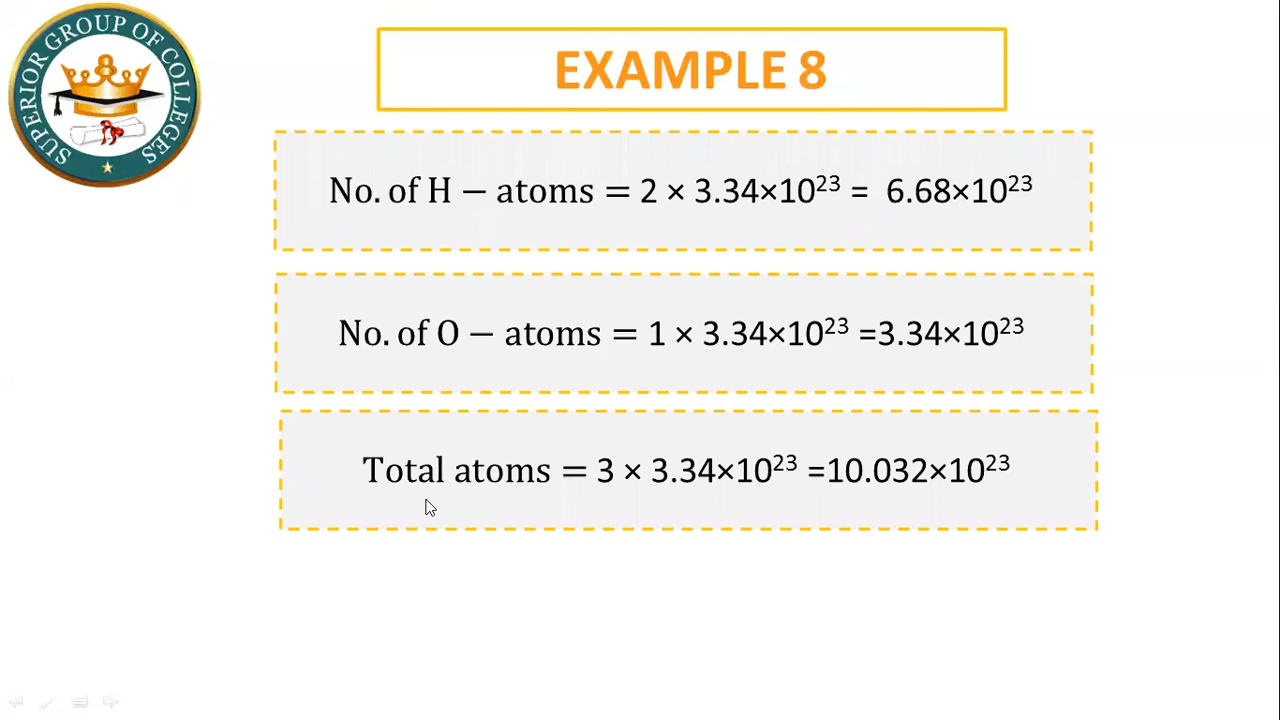 SUPERIOR GROUP OF COLLEGES
EXAMPLE 8
No. of H − atoms = 2 × 3.34×10²³ = 6.68×10²³
No. of O − atoms = 1 × 3.34×10²³ =3.34×10²³
Total atoms = 3 × 3.34×10²³ =10.032×10²³